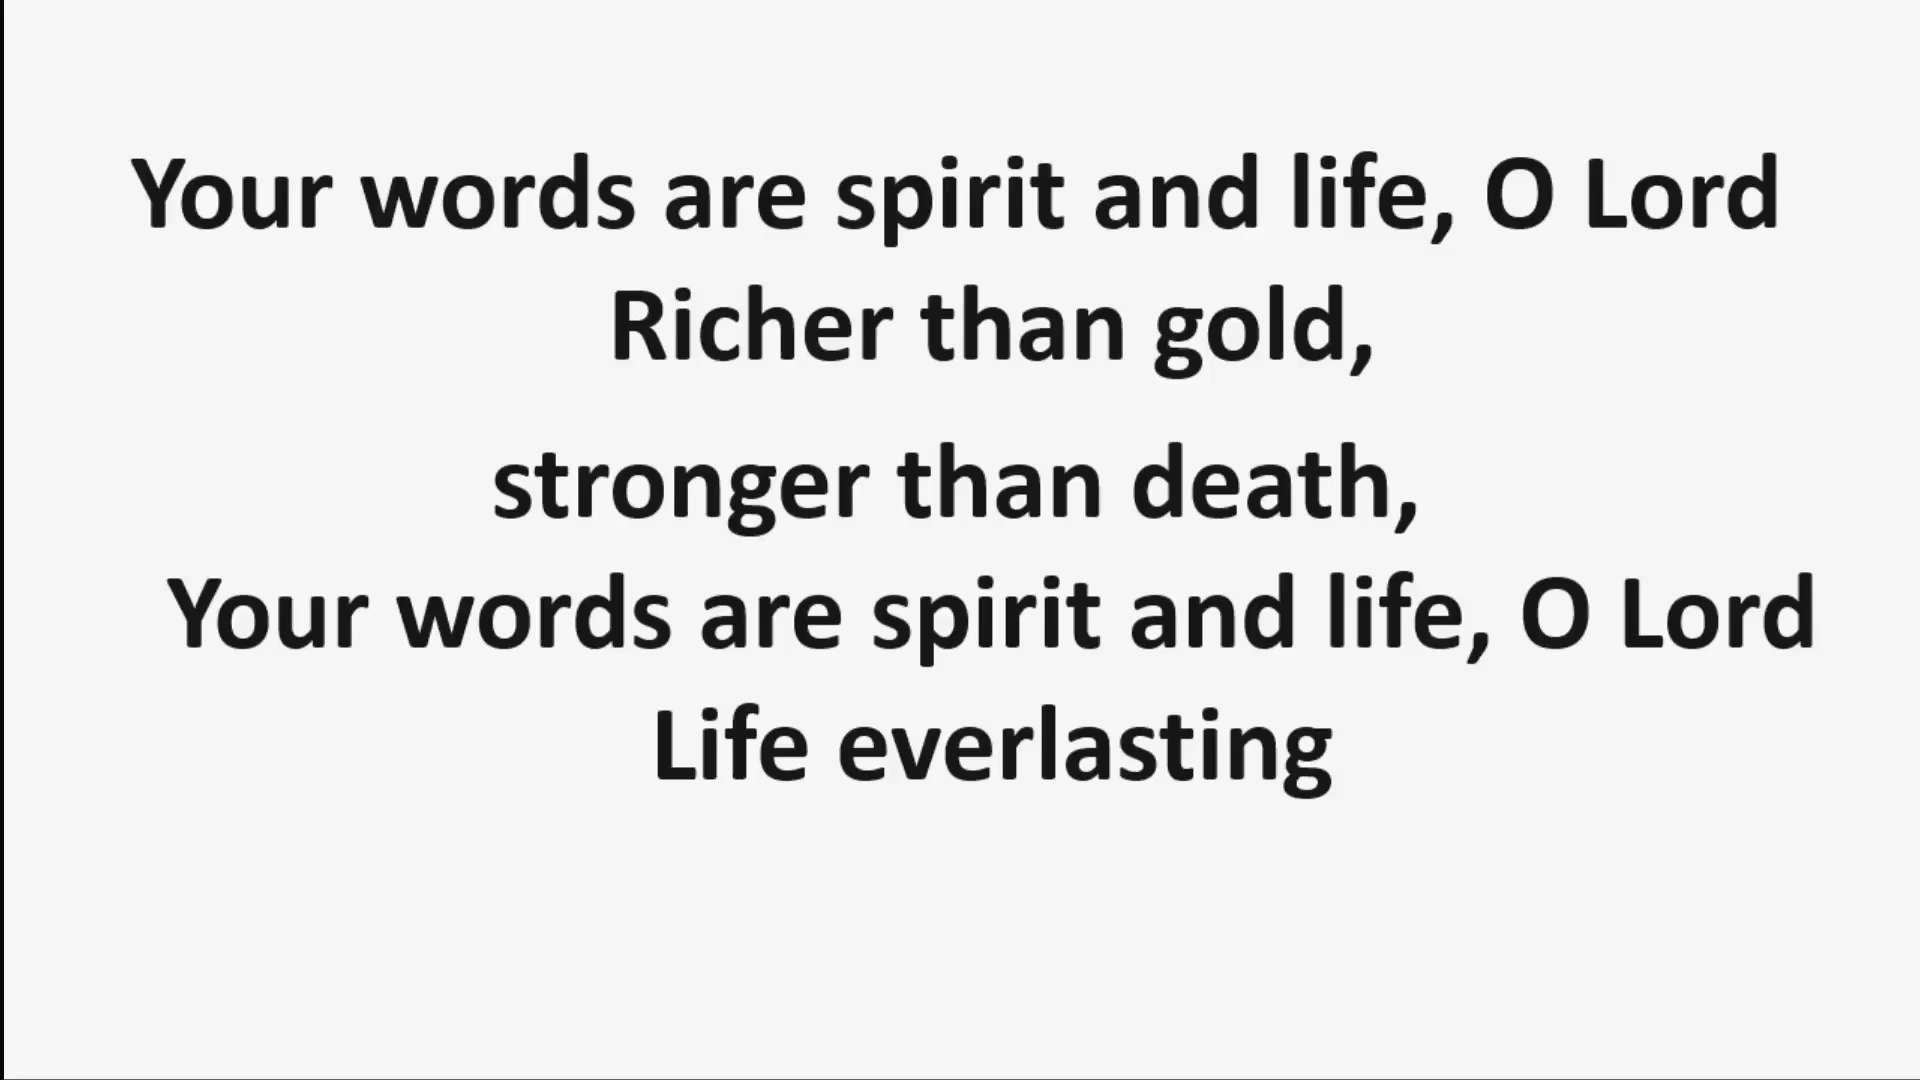 Your words are spirit and life, O Lord
Richer than gold,
stronger than death,
Your words are spirit and life, O Lord
Life everlasting